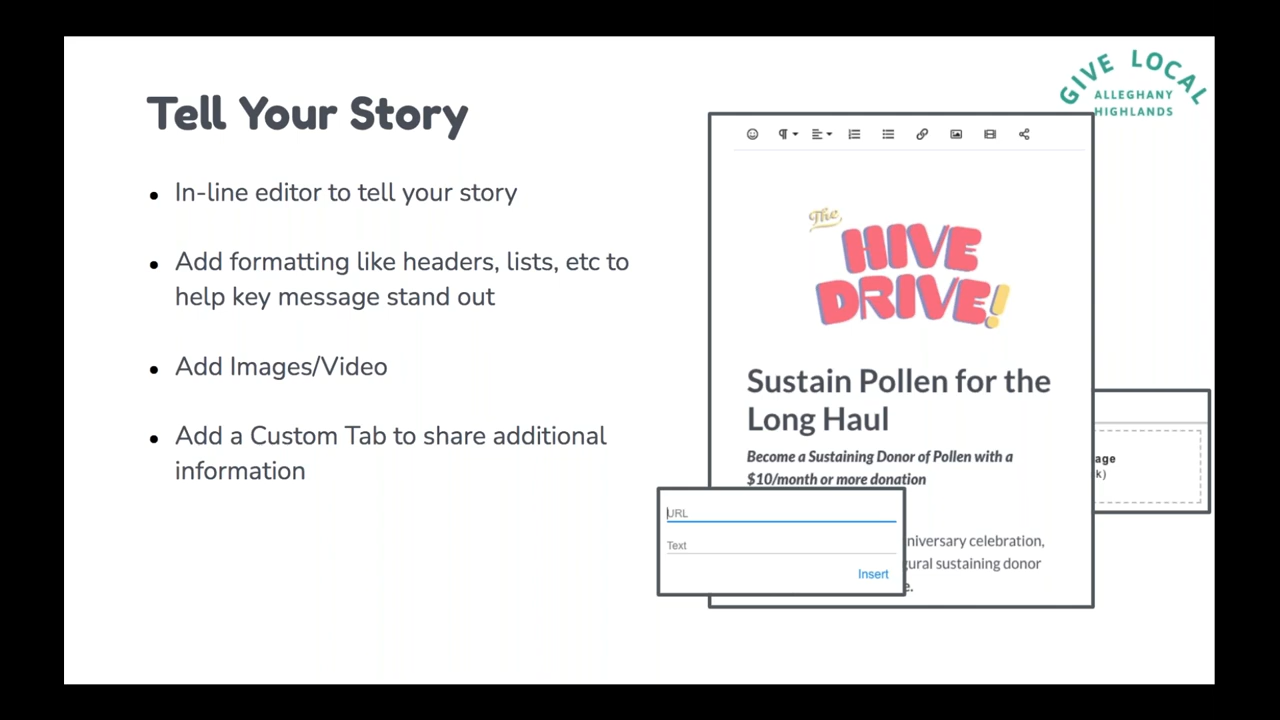 GIVE LOCAL
ALLEGHANY
HIGHLANDS
Tell Your Story
In-line editor to tell your story
Add formatting like headers, lists, etc to
help key message stand out
Add Images/Video
Add a Custom Tab to share additional
information
The
HIVE
DRIVE!
Sustain Pollen for the
Long Haul
Become a Sustaining Donor of Pollen with a
$10/month or more donation
niversary celebration,
gural sustaining donor
e.
URL
Text
Insert
age
k)